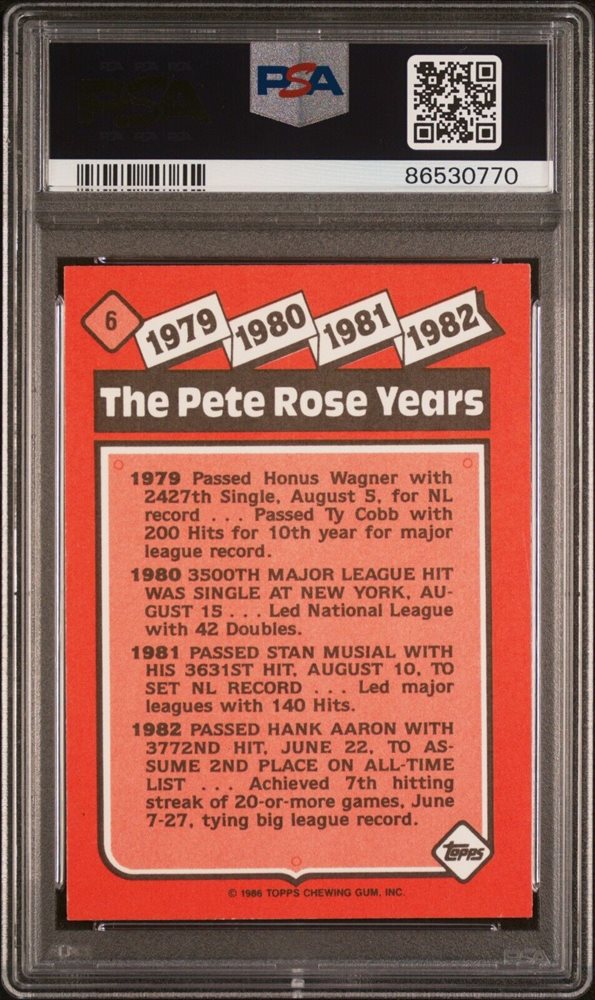 PSA
86530770
6
1979 1980 1981 1982
The Pete Rose Years
1979 Passed Honus Wagner with
2427th Single, August 5, for NL
record . . . Passed Ty Cobb with
200 Hits for 10th year for major
league record.
1980 3500TH MAJOR LEAGUE HIT
WAS SINGLE AT NEW YORK, AU-
GUST 15 . . . Led National League
with 42 Doubles.
1981 PASSED STAN MUSIAL WITH
HIS 3631ST HIT, AUGUST 10, TO
SET NL RECORD . . . Led major
leagues with 140 Hits.
1982 PASSED HANK AARON WITH
3772ND HIT, JUNE 22, TO AS-
SUME 2ND PLACE ON ALL-TIME
LIST . . . Achieved 7th hitting
streak of 20-or-more games, June
7-27, tying big league record.
topps
© 1986 TOPPS CHEWING GUM, INC.
PSA